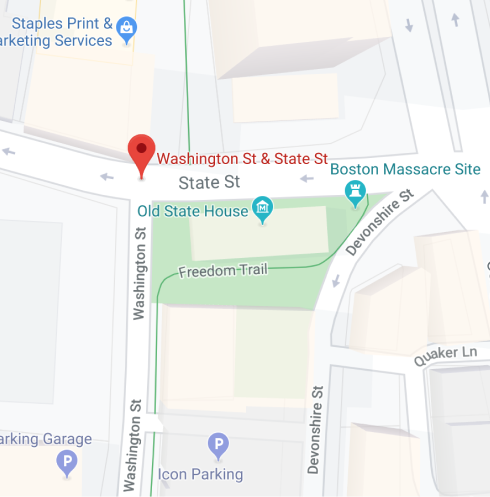 Staples Print &
arketing Services
Washington St & State St
Boston Massacre Site
State St
Old State House
Devonshire St
Washington St
Freedom Trail
Quaker Ln
Devonshire St
Washington St
arking Garage
P
P
Icon Parking